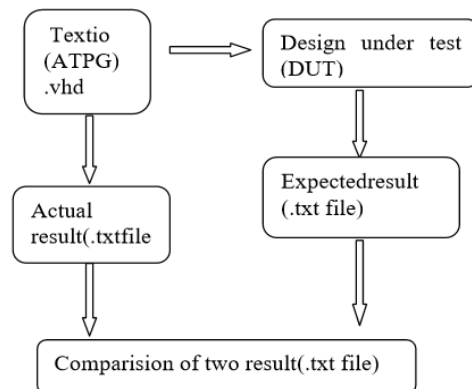 Textio
(ATPG)
.vhd
Design under test
(DUT)
Actual
result(.txtfile
Expectedresult
(.txt file)
Comparision of two result(.txt file)